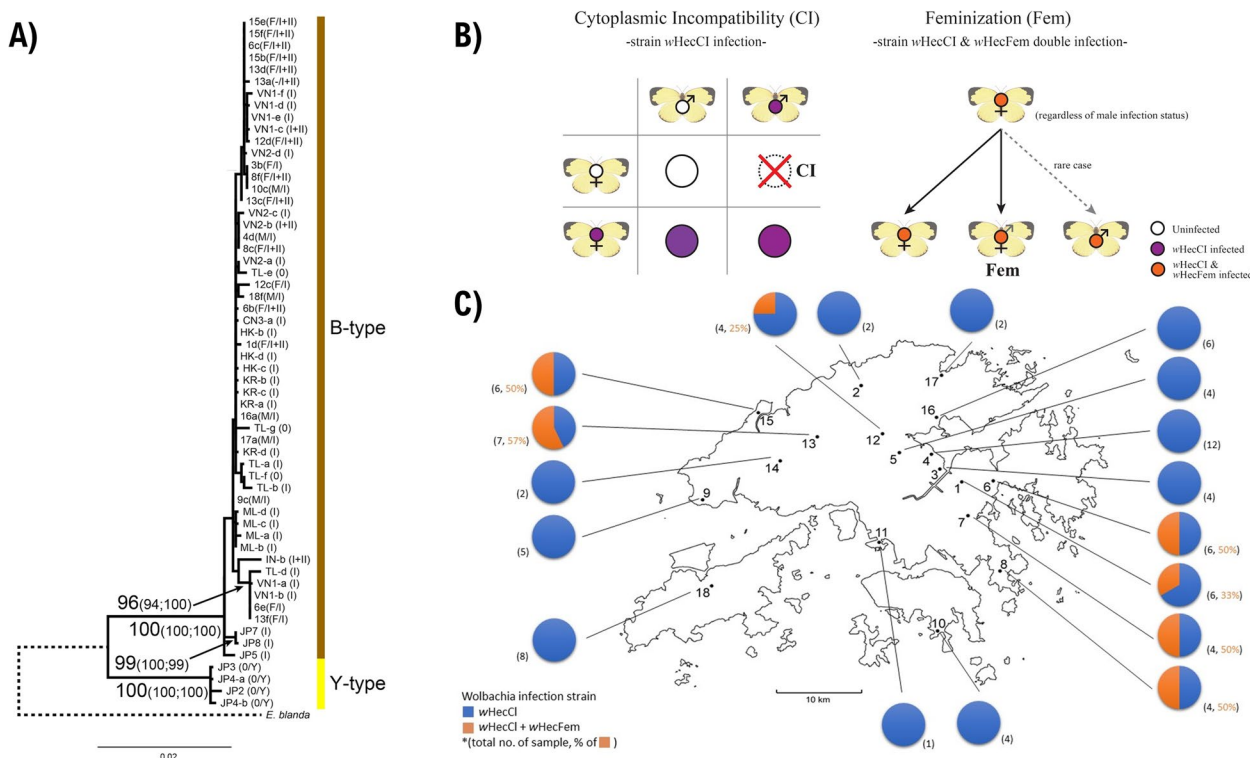 A)
15e(F/I+II)
15f(F/I+II)
6c(F/I+II)
15b(F/I+II)
13d(F/I+II)
13a(-/I+II)
VN1-f (I)
VN1-d (I)
VN1-e (I)
VN1-c (I+II)
12d(F/I+II)
VN2-d (I)
3b(F/I)
8f(F/I+II)
10c(M/I)
13c(F/I+II)
VN2-c (I)
VN2-b (I+II)
4d(M/I)
8c(F/I+II)
VN2-a (I)
TL-e (0)
12c(F/I)
18f(M/I)
6b(F/I+II)
CN3-a (I)
HK-b (I)
1d(F/I+II)
HK-d (I)
HK-c (I)
KR-b (I)
KR-c (I)
KR-a (I)
16a(M/I)
TL-g (0)
17a(M/I)
KR-d (I)
TL-a (I)
TL-f (0)
TL-b (I)
9c(M/I)
ML-d (I)
ML-c (I)
ML-a (I)
ML-b (I)
IN-b (I+II)
TL-d (I)
VN1-a (I)
VN1-b (I)
6e(F/I)
13f(F/I)
JP7 (I)
JP8 (I)
JP5 (I)
JP3 (0/Y)
JP4-a (0/Y)
JP2 (0/Y)
JP4-b (0/Y)
E. blanda
96(94;100)
100(100;100)
99(100;99)
100(100;100)
B-type
Y-type
0.02
B)
Cytoplasmic Incompatibility (CI)
-strain wHecCI infection-
CI
Feminization (Fem)
-strain wHecCI & wHecFem double infection-
(regardless of male infection status)
rare case
Fem
Uninfected
wHecCI infected
wHecCI &
wHecFem infected
C)
(4, 25%)
(2)
(2)
(6)
(4)
(12)
(4)
(6, 50%)
(6, 33%)
(4, 50%)
(4, 50%)
(6, 50%)
(7, 57%)
(2)
(5)
(8)
(1)
(4)
17
2
16
15
12
13
5
4
14
3
6
1
9
7
11
8
18
10
10 km
Wolbachia infection strain
wHecCI
wHecCI + wHecFem
*(total no. of sample, % of )